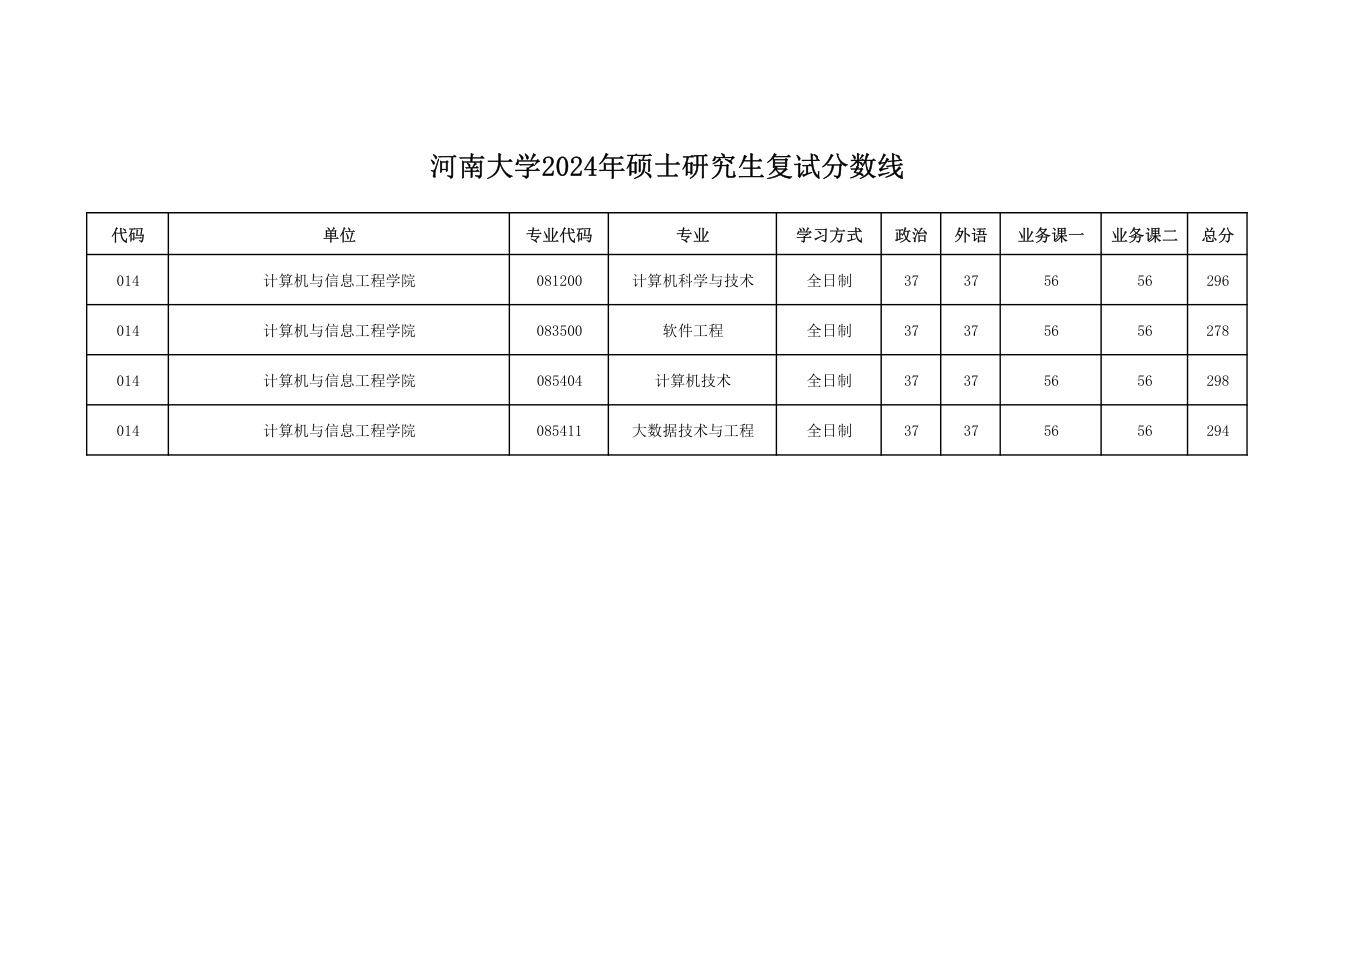 河南大学2024年硕士研究生复试分数线
代码 单位 专业代码 专业 学习方式 政治 外语 业务课一 业务课二 总分
014 计算机与信息工程学院 081200 计算机科学与技术 全日制 37 37 56 56 296
014 计算机与信息工程学院 083500 软件工程 全日制 37 37 56 56 278
014 计算机与信息工程学院 085404 计算机技术 全日制 37 37 56 56 298
014 计算机与信息工程学院 085411 大数据技术与工程 全日制 37 37 56 56 294